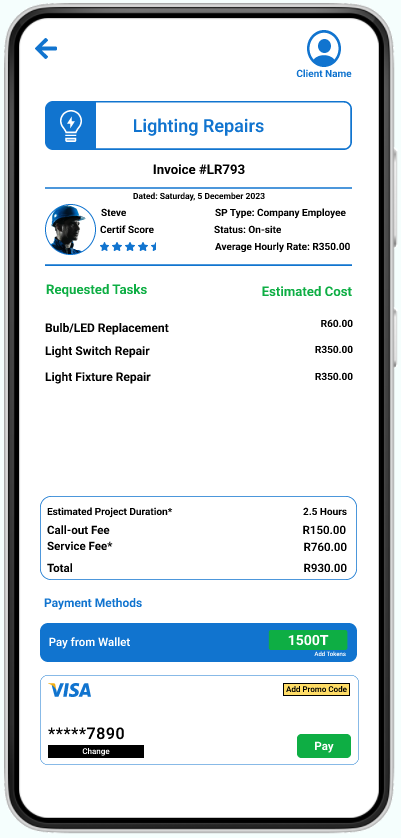 Client Name
Lighting Repairs
Invoice #LR793
Dated: Saturday, 5 December 2023
Steve SP Type: Company Employee
Certif Score Status: On-site
Average Hourly Rate: R350.00
Requested Tasks Estimated Cost
Bulb/LED Replacement R60.00
Light Switch Repair R350.00
Light Fixture Repair R350.00
Estimated Project Duration* 2.5 Hours
Call-out Fee R150.00
Service Fee* R760.00
Total R930.00
Payment Methods
Pay from Wallet 1500T
Add Tokens
VISA Add Promo Code
*****7890
Change Pay